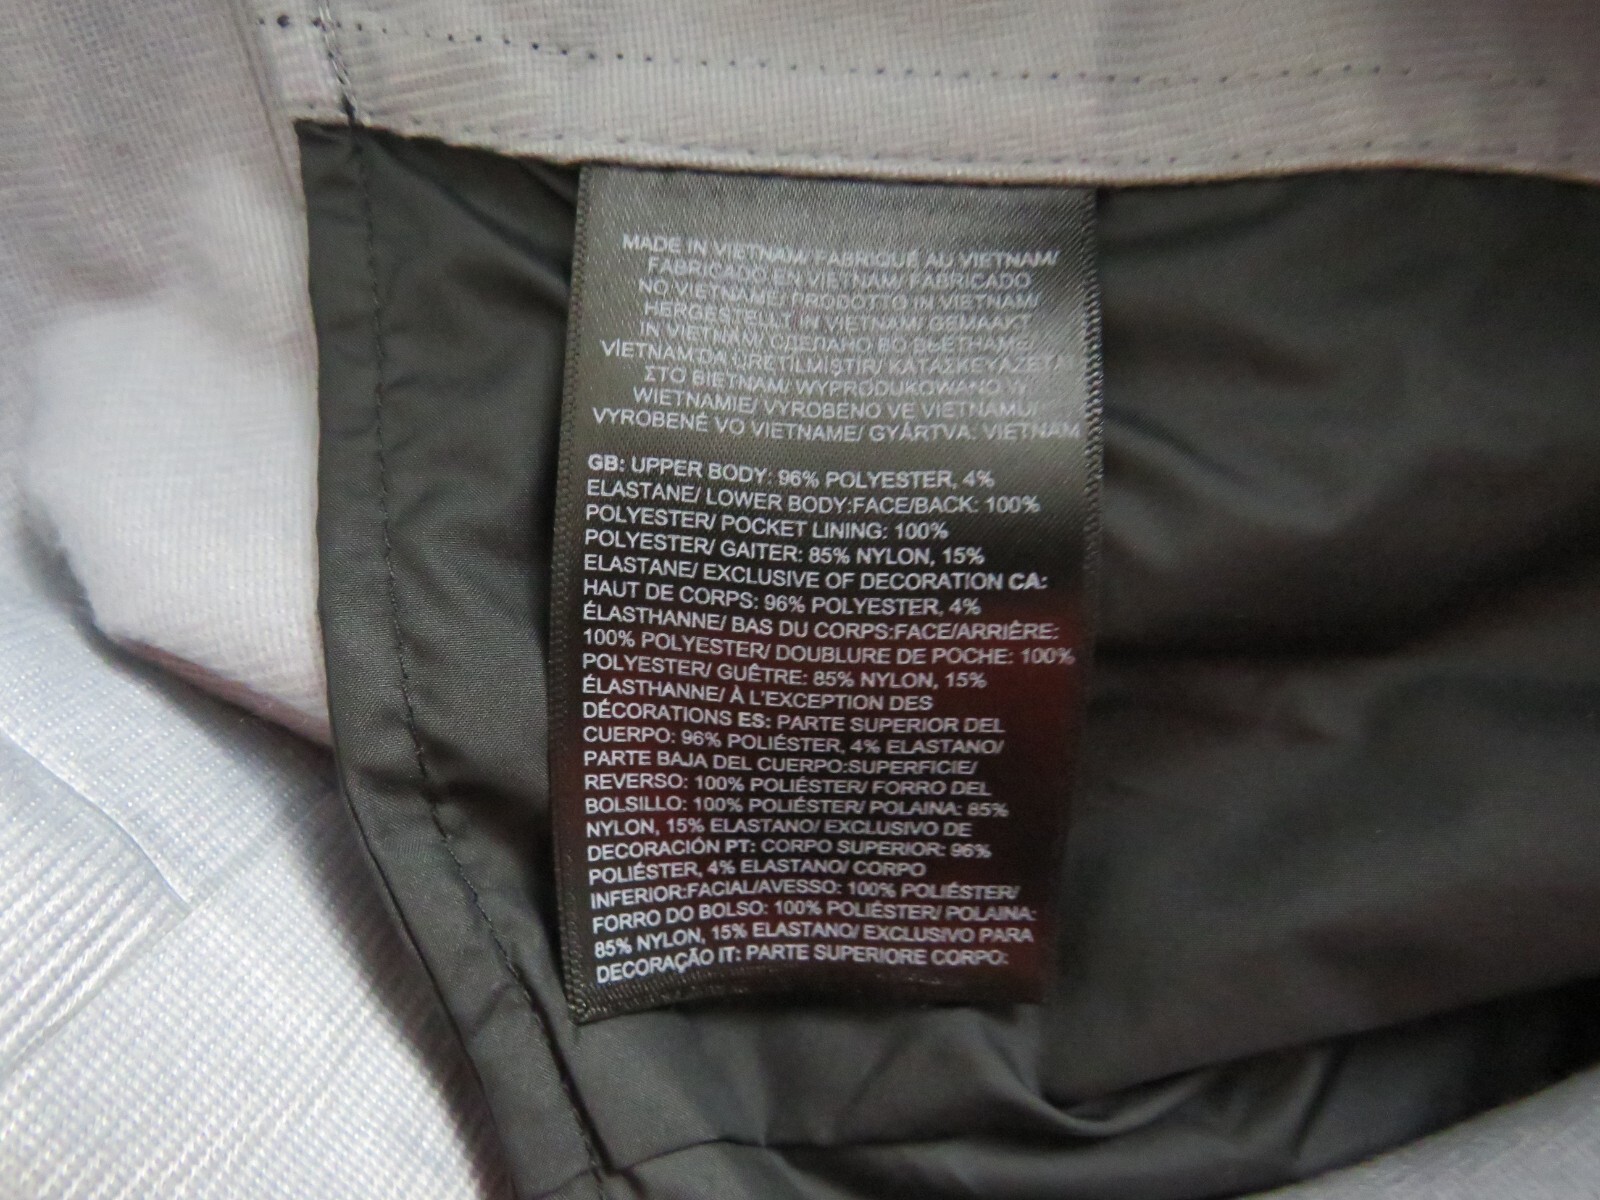 MADE IN VIETNAM/ FABRIQUÉ AU VIETNAM/
FABRICADO EN VIETNAM/ FABRICADO
NO VIETNAME/ PRODOTTO IN VIETNAM/
HERGESTELLT IN VIETNAM/ GEMAAKT
IN VIETNAM/ СДЕЛАНО ВО ВЬЕТНАМЕ/
VİETNAM'DA ÜRETİLMİŞTİR/ ΚΑΤΑΣΚΕΥΑΖΕΤΑΙ
ΣΤΟ ΒΙΕΤΝΑΜ/ WYPRODUKOWANO W
WIETNAMIE/ VYROBENO VE VIETNAMU/
VYROBENÉ VO VIETNAME/ GYÁRTVA: VIETNAM
GB: UPPER BODY: 96% POLYESTER, 4%
ELASTANE/ LOWER BODY:FACE/BACK: 100%
POLYESTER/ POCKET LINING: 100%
POLYESTER/ GAITER: 85% NYLON, 15%
ELASTANE/ EXCLUSIVE OF DECORATION CA:
HAUT DE CORPS: 96% POLYESTER, 4%
ÉLASTHANNE/ BAS DU CORPS:FACE/ARRIÈRE:
100% POLYESTER/ DOUBLURE DE POCHE: 100%
POLYESTER/ GUÊTRE: 85% NYLON, 15%
ÉLASTHANNE/ À L'EXCEPTION DES
DÉCORATIONS ES: PARTE SUPERIOR DEL
CUERPO: 96% POLIÉSTER, 4% ELASTANO/
PARTE BAJA DEL CUERPO:SUPERFICIE/
REVERSO: 100% POLIÉSTER/ FORRO DEL
BOLSILLO: 100% POLIÉSTER/ POLAINA: 85%
NYLON, 15% ELASTANO/ EXCLUSIVO DE
DECORACIÓN PT: CORPO SUPERIOR: 96%
POLIÉSTER, 4% ELASTANO/ CORPO
INFERIOR:FACIAL/AVESSO: 100% POLIÉSTER/
FORRO DO BOLSO: 100% POLIÉSTER/ POLAINA:
85% NYLON, 15% ELASTANO/ EXCLUSIVO PARA
DECORAÇÃO IT: PARTE SUPERIORE CORPO: